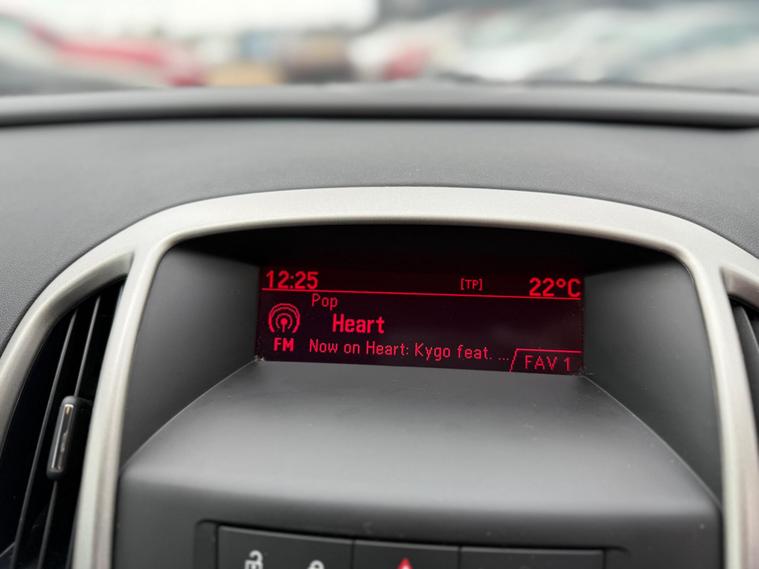 12:25 [TP] 22°C
Pop
Heart
FM Now on Heart: Kygo feat. ... FAV 1